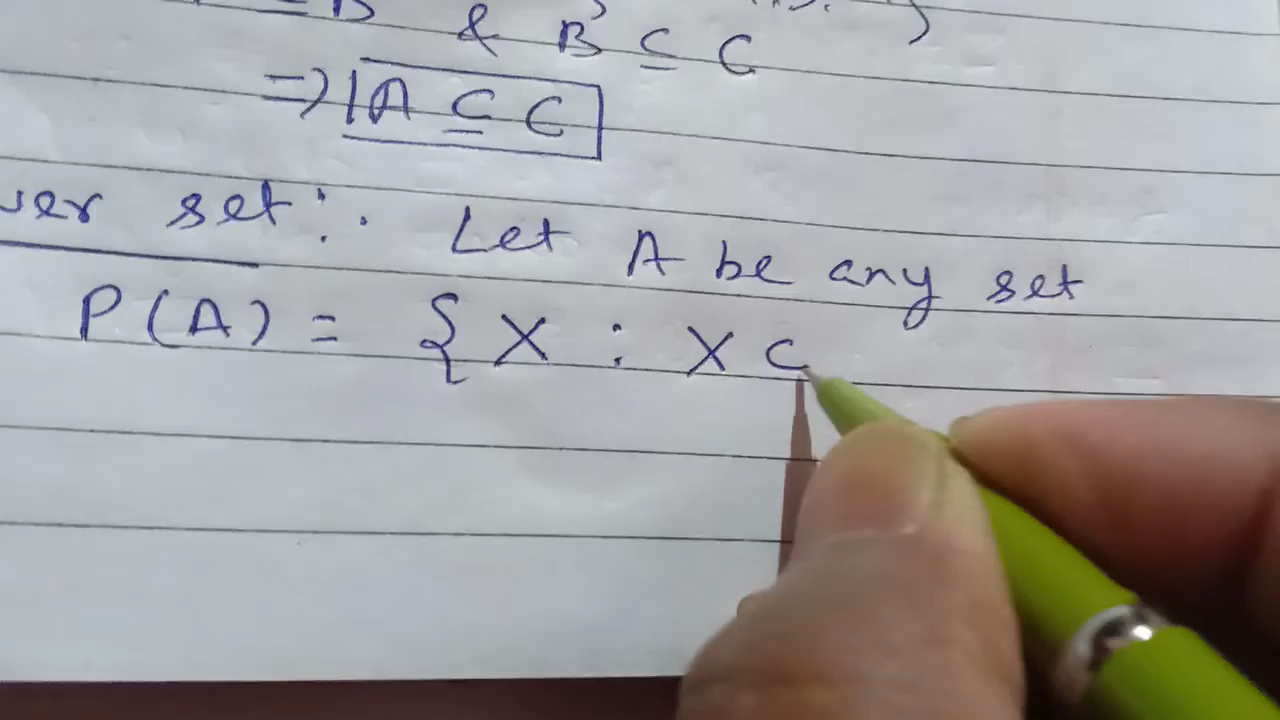 & B ⊆ C
=> A ⊆ C
set :. Let A be any set
P(A) = { X : X ⊂